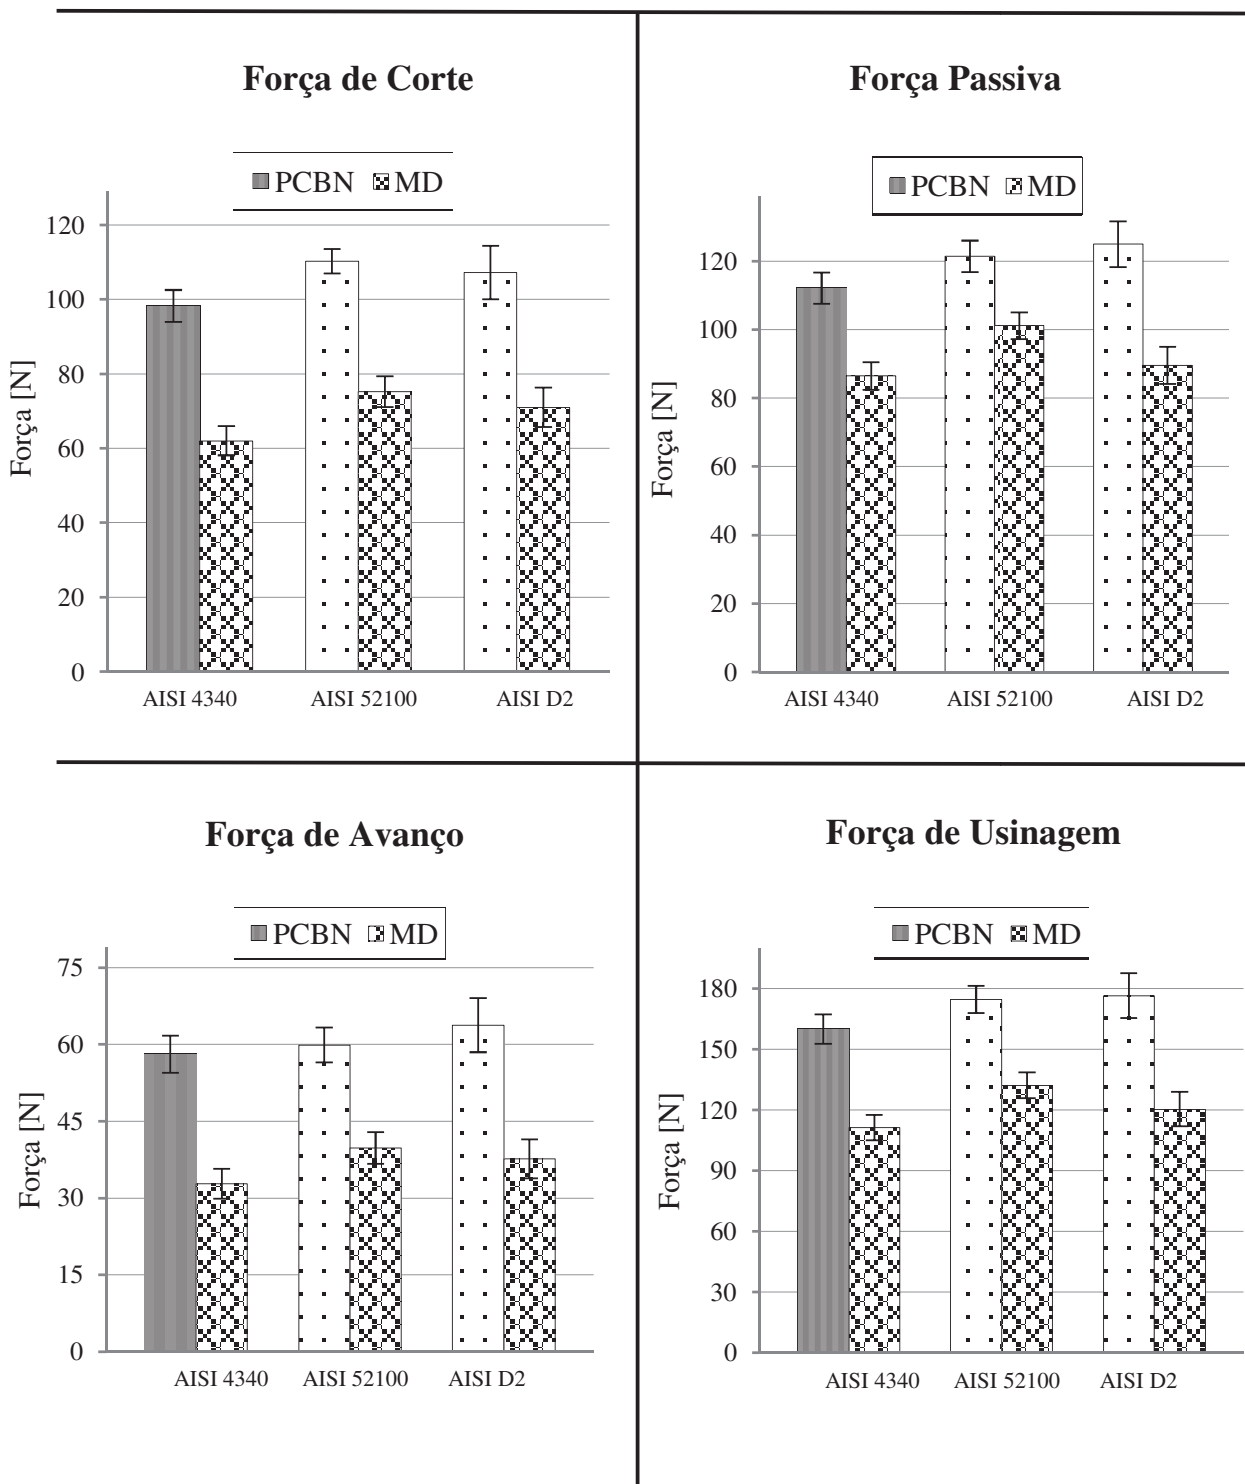 Força de Corte
PCBN MD
Força [N]
120
100
80
60
40
20
0
AISI 4340 AISI 52100 AISI D2
Força Passiva
PCBN MD
Força [N]
120
100
80
60
40
20
0
AISI 4340 AISI 52100 AISI D2
Força de Avanço
PCBN MD
Força [N]
75
60
45
30
15
0
AISI 4340 AISI 52100 AISI D2
Força de Usinagem
PCBN MD
Força [N]
180
150
120
90
60
30
0
AISI 4340 AISI 52100 AISI D2